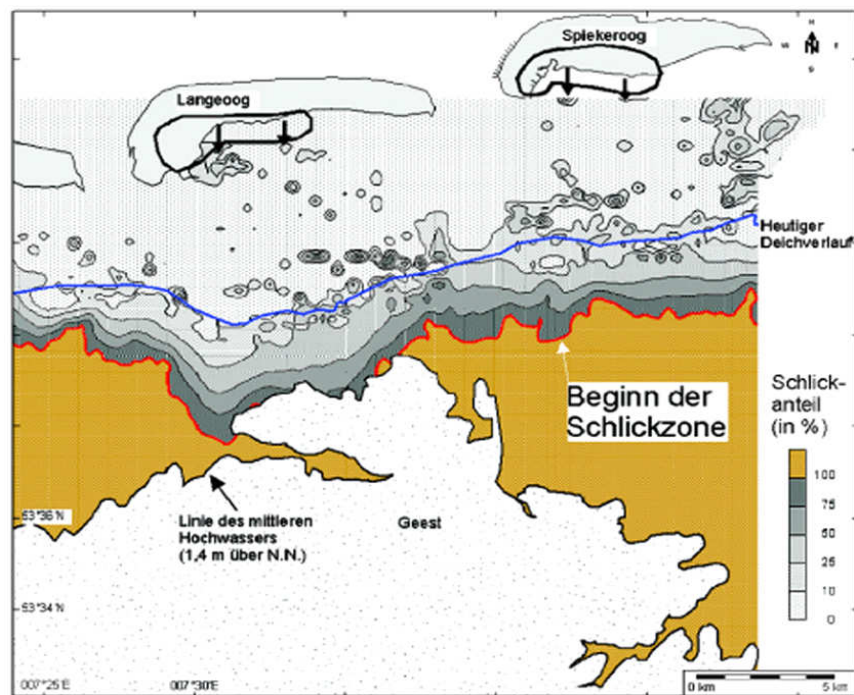 Spiekeroog
N
W
E
S
Langeoog
Heutiger
Deichverlauf
Beginn der
Schlickzone
Schlick-
anteil
(in %)
100
75
50
25
10
0
53°36 N
Linie des mittleren
Hochwassers
(1,4 m über N.N.)
Geest
53°34 N
007°25'E
007°30'E
0 km
5 km